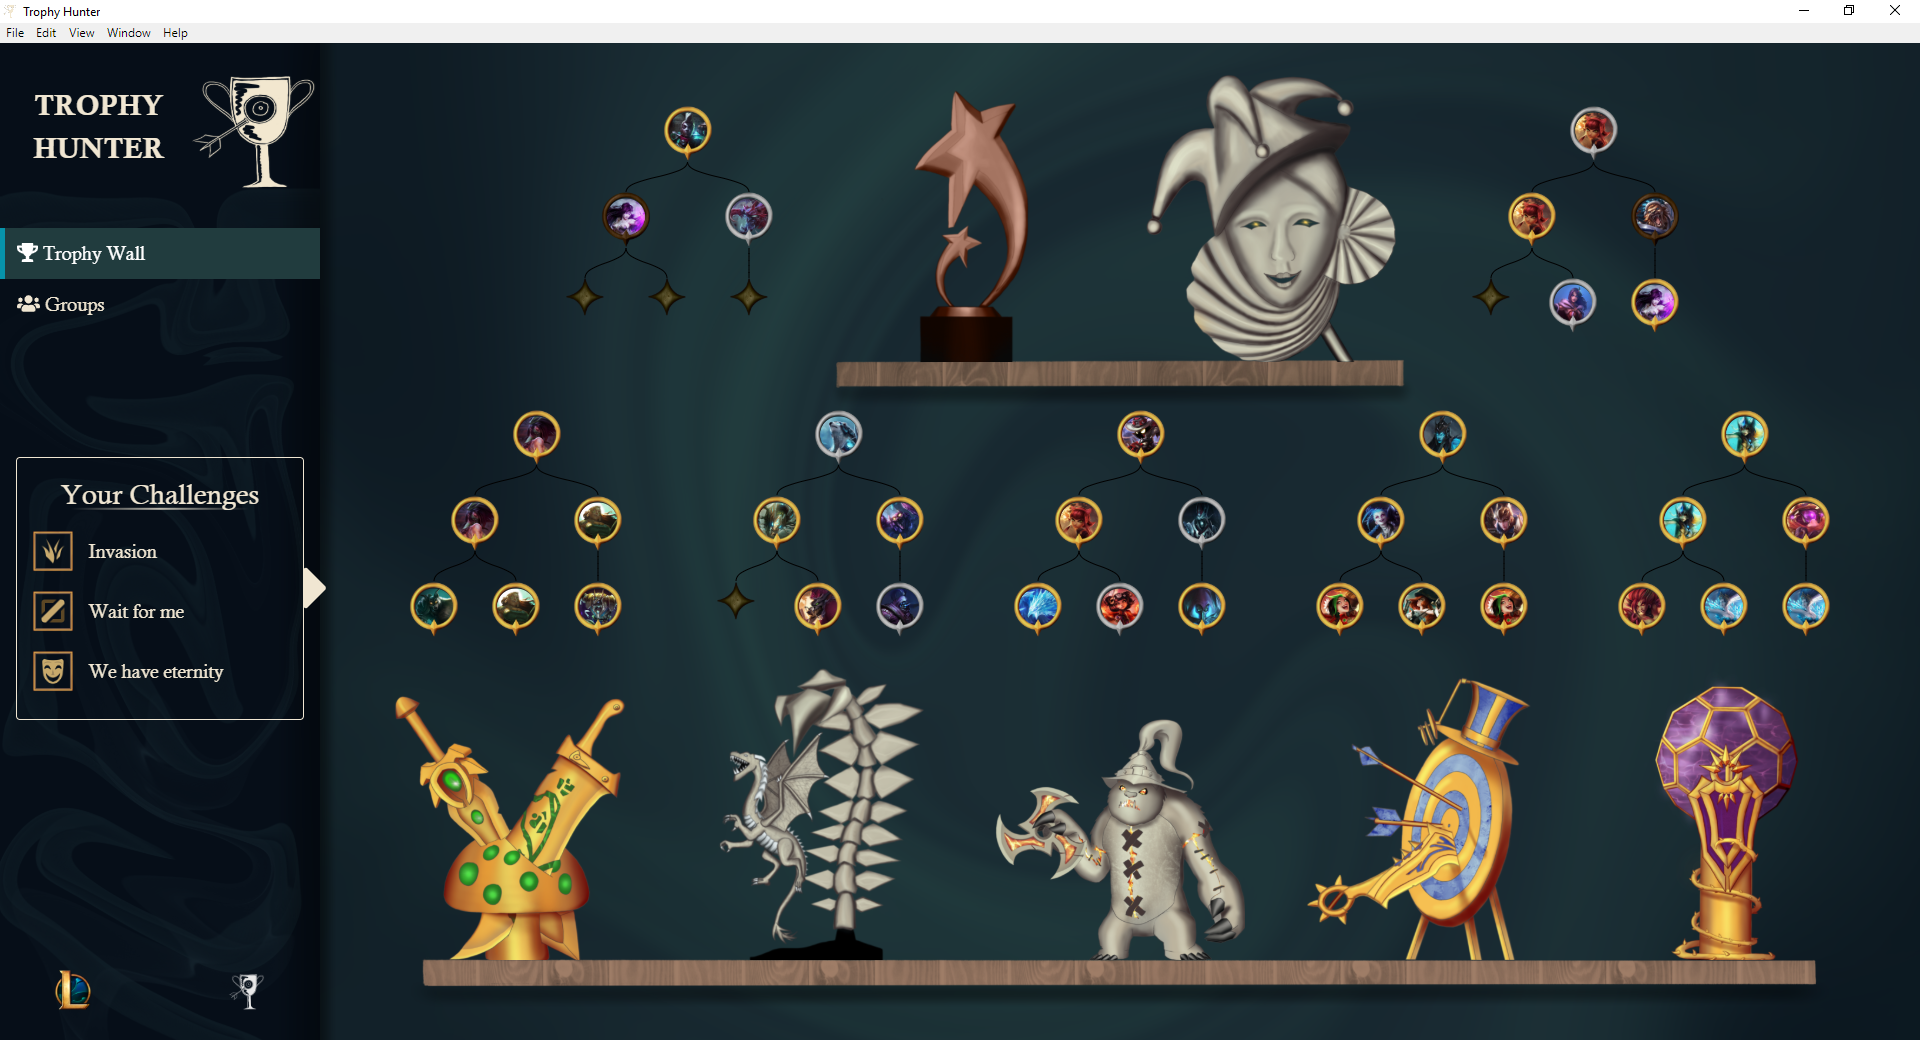 Trophy Hunter
File Edit View Window Help
TROPHY
HUNTER
Trophy Wall
Groups
Your Challenges
Invasion
Wait for me
We have eternity